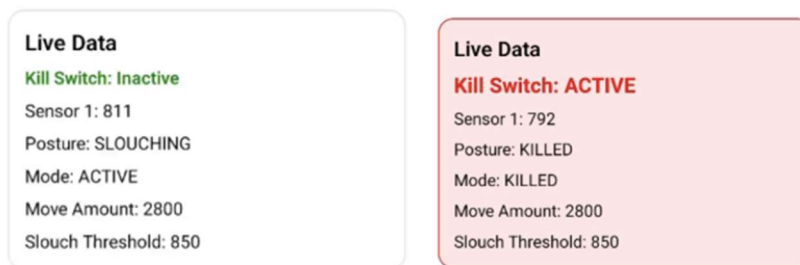 Live Data
Kill Switch: Inactive
Sensor 1: 811
Posture: SLOUCHING
Mode: ACTIVE
Move Amount: 2800
Slouch Threshold: 850
Live Data
Kill Switch: ACTIVE
Sensor 1: 792
Posture: KILLED
Mode: KILLED
Move Amount: 2800
Slouch Threshold: 850